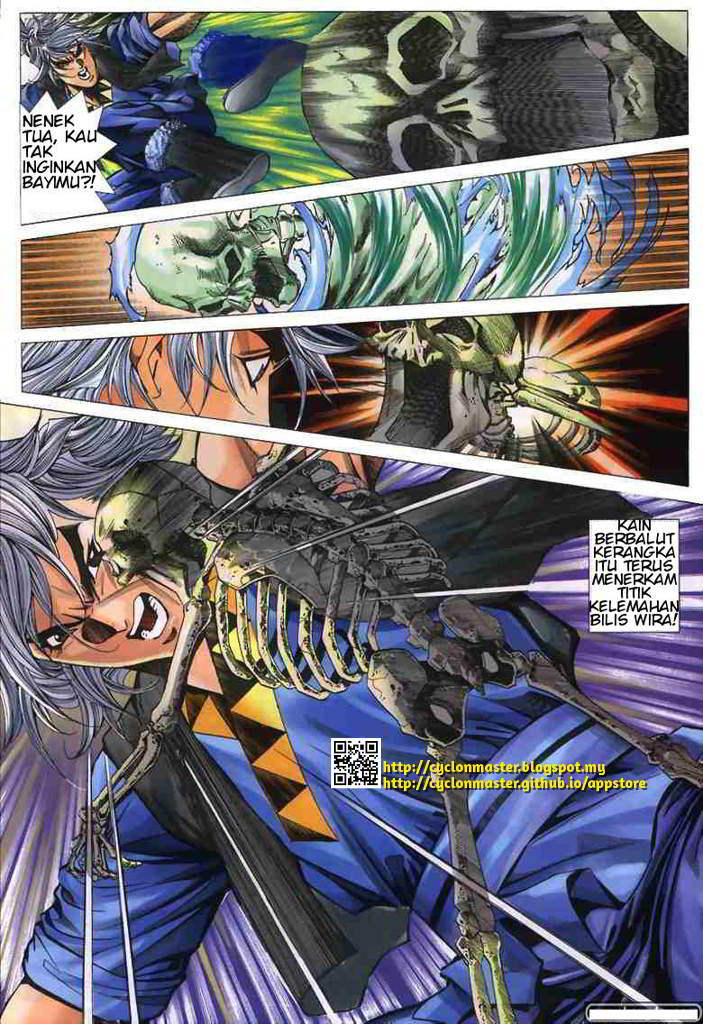 NENEK
TUA, KAU
TAK
INGINKAN
BAYIMU?!
KAIN
BERBALUT
KERANGKA
ITU TERUS
MENERKAM
TITIK
KELEMAHAN
BILIS WIRA!
http://cyclonmaster.blogspot.my
http://cyclonmaster.github.io/appstore